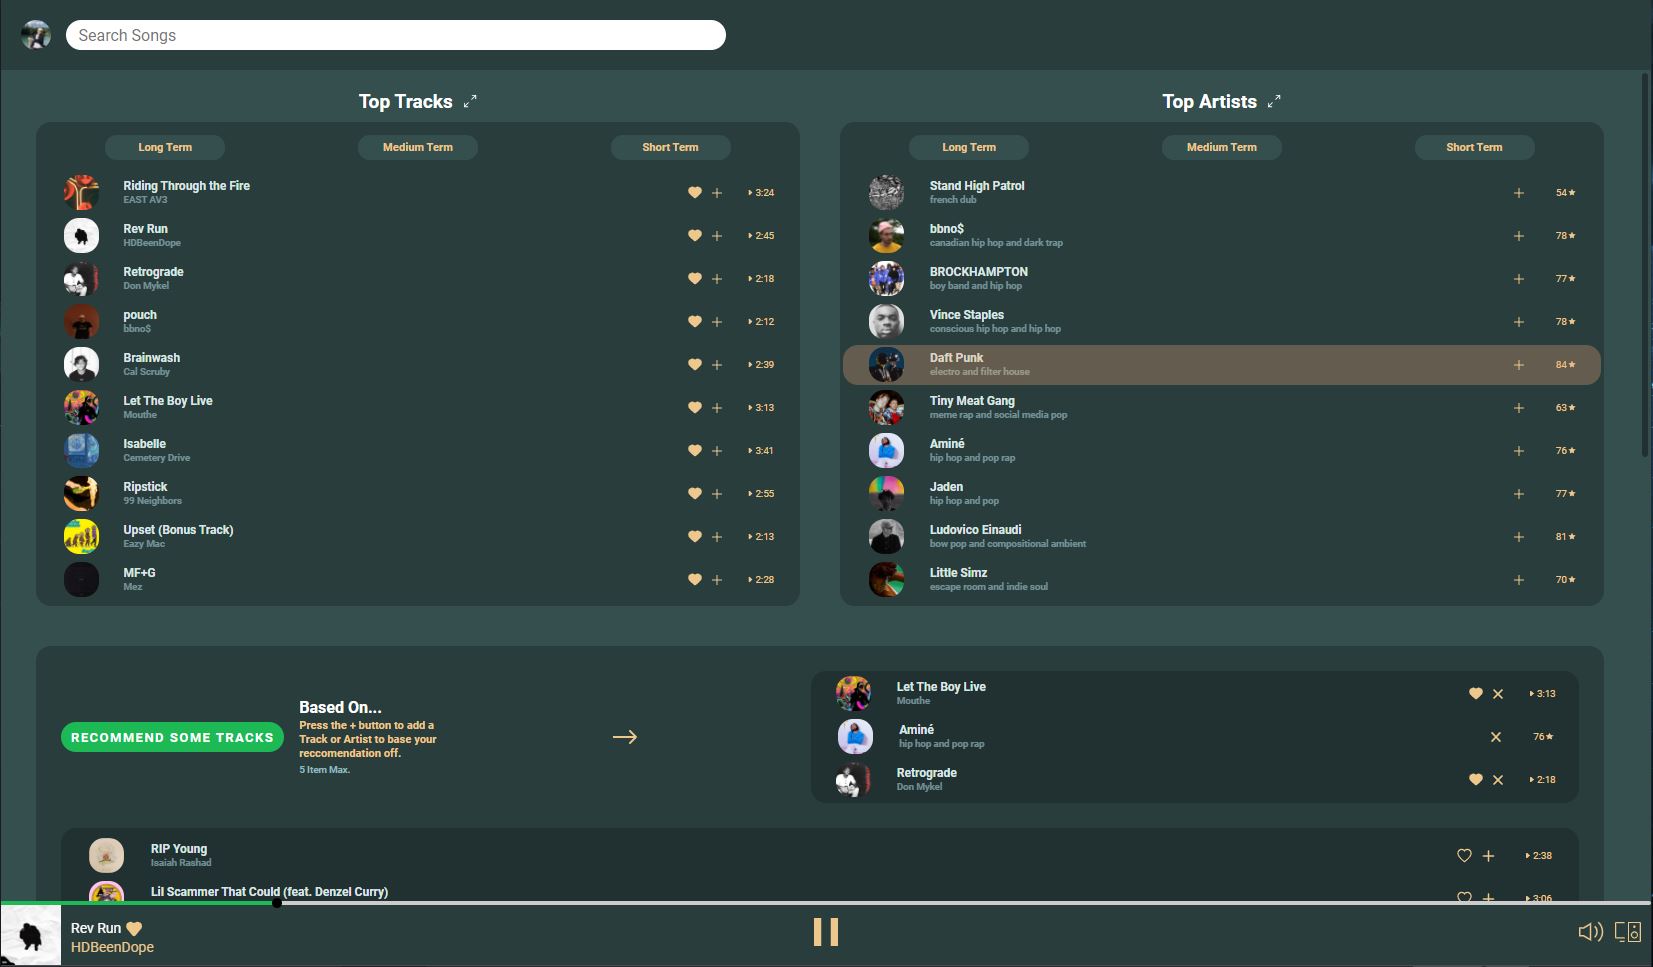 Search Songs
Top Tracks
Long Term Medium Term Short Term
Riding Through the Fire
EAST AV3
3:24
Rev Run
HDBeenDope
2:45
Retrograde
Don Mykel
2:18
pouch
bbno$
2:12
Brainwash
Cal Scruby
2:39
Let The Boy Live
Mouthe
3:13
Isabelle
Cemetery Drive
3:41
Ripstick
99 Neighbors
2:55
Upset (Bonus Track)
Eazy Mac
2:13
MF+G
Mez
2:28
Top Artists
Long Term Medium Term Short Term
Stand High Patrol
french dub
54
bbno$
canadian hip hop and dark trap
78
BROCKHAMPTON
boy band and hip hop
77
Vince Staples
conscious hip hop and hip hop
78
Daft Punk
electro and filter house
84
Tiny Meat Gang
meme rap and social media pop
63
Aminé
hip hop and pop rap
76
Jaden
hip hop and pop
77
Ludovico Einaudi
bow pop and compositional ambient
81
Little Simz
escape room and indie soul
70
RECOMMEND SOME TRACKS
Based On...
Press the + button to add a
Track or Artist to base your
reccomendation off.
5 Item Max.
Let The Boy Live
Mouthe
3:13
Aminé
hip hop and pop rap
76
Retrograde
Don Mykel
2:18
RIP Young
Isaiah Rashad
2:38
Lil Scammer That Could (feat. Denzel Curry)
3:06
Rev Run
HDBeenDope